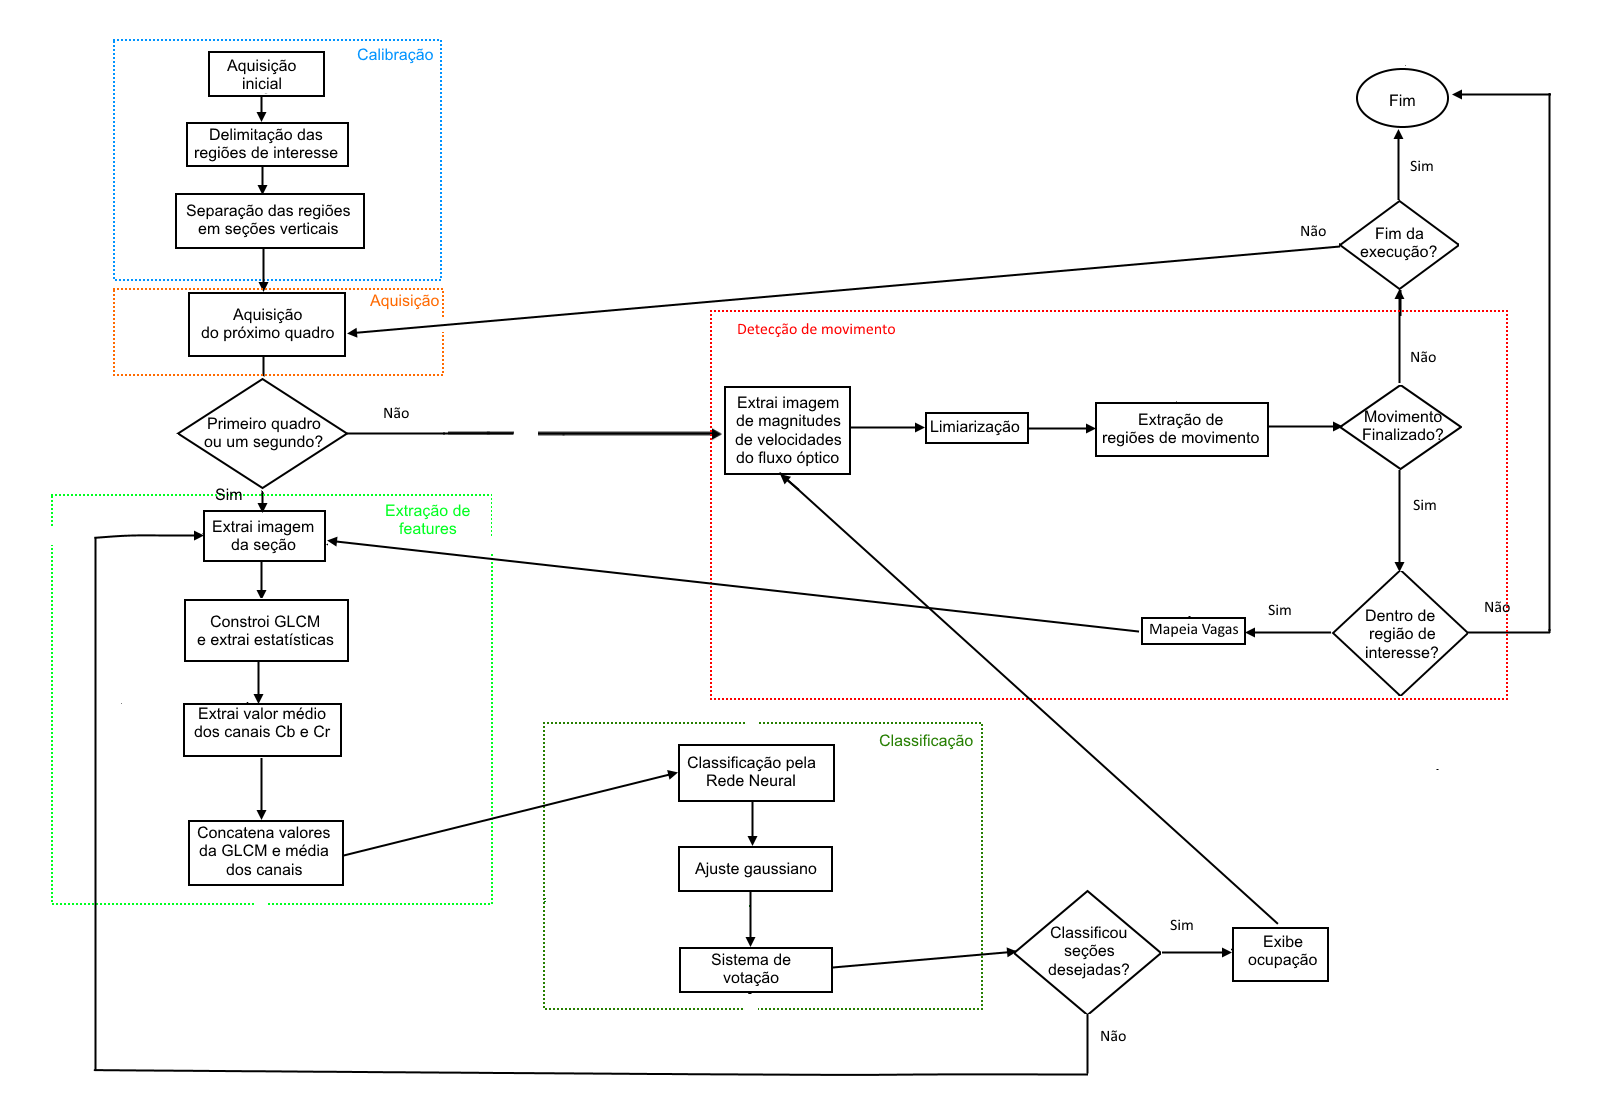 Calibração
Aquisição
inicial
Delimitação das
regiões de interesse
Separação das regiões
em seções verticais
Aquisição
Aquisição
do próximo quadro
Primeiro quadro
ou um segundo?
Não
Sim
Extração de
features
Extrai imagem
da seção
Constroi GLCM
e extrai estatísticas
Extrai valor médio
dos canais Cb e Cr
Concatena valores
da GLCM e média
dos canais
Classificação
Classificação pela
Rede Neural
Ajuste gaussiano
Sistema de
votação
Classificou
seções
desejadas?
Sim
Não
Exibe
ocupação
Detecção de movimento
Extrai imagem
de magnitudes
de velocidades
do fluxo óptico
Limiarização
Extração de
regiões de movimento
Movimento
Finalizado?
Não
Sim
Dentro de
região de
interesse?
Sim
Não
Mapeia Vagas
Fim da
execução?
Não
Sim
Fim